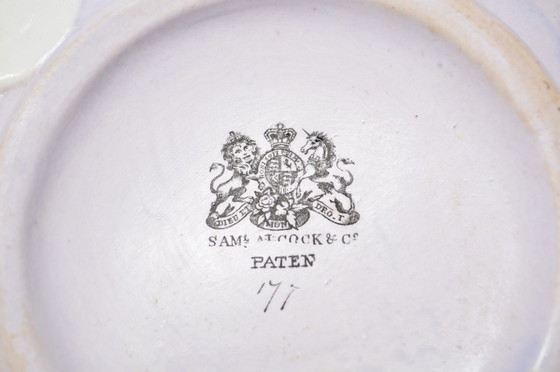 DIEU ET MON DROIT
SAML ALCOCK & Co
PATEN
177